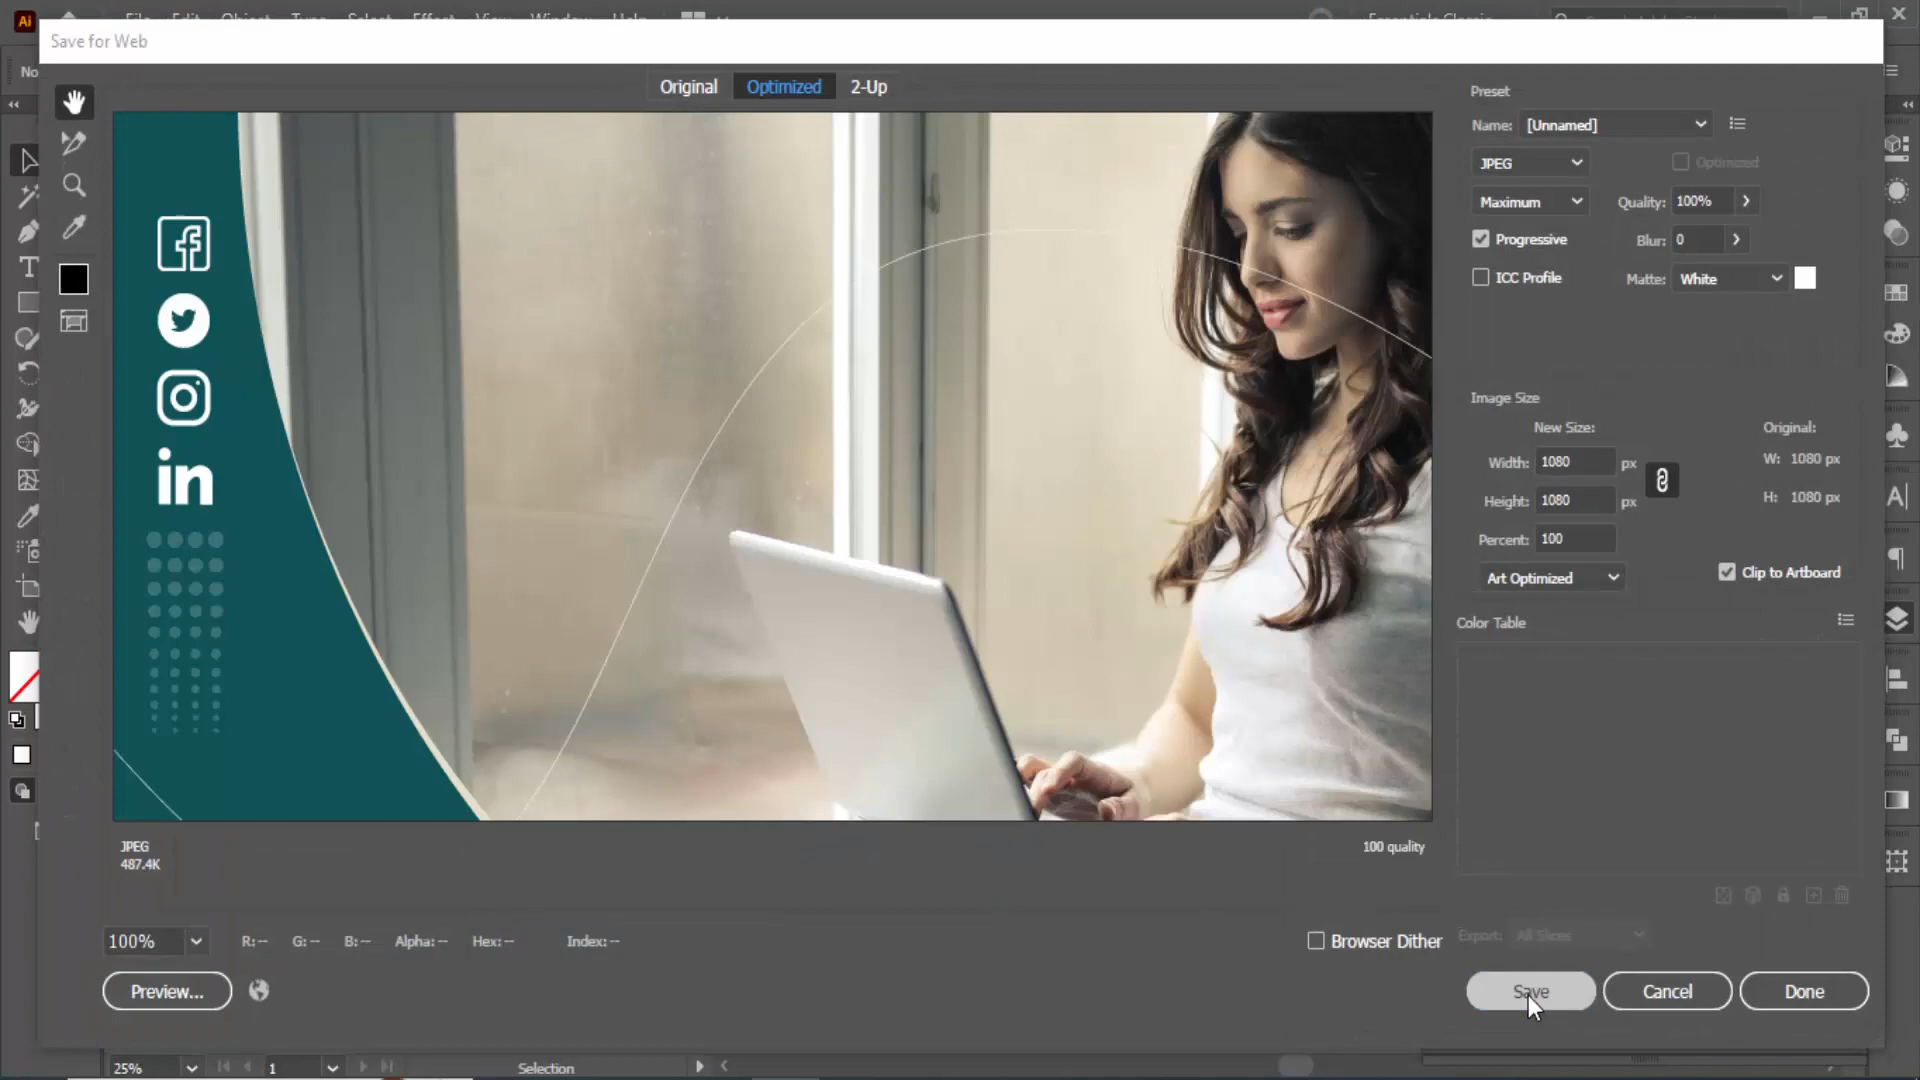 Ai
File Edit Object Type Select Effect View Window Help
Essentials Classic
Save for Web
No
Original Optimized 2-Up
Preset
Name: [Unnamed]
JPEG Optimized
Maximum Quality: 100%
Progressive Blur: 0
ICC Profile Matte: White
in
Image Size
New Size: Original:
Width: 1080 px W: 1080 px
Height: 1080 px H: 1080 px
Percent: 100
Art Optimized Clip to Artboard
Color Table
JPEG 100 quality
487.4K
100% R: -- G: -- B: -- Alpha: -- Hex: -- Index: -- Browser Dither Export: All Slices
Preview... Save Cancel Done
25% 1 Selection